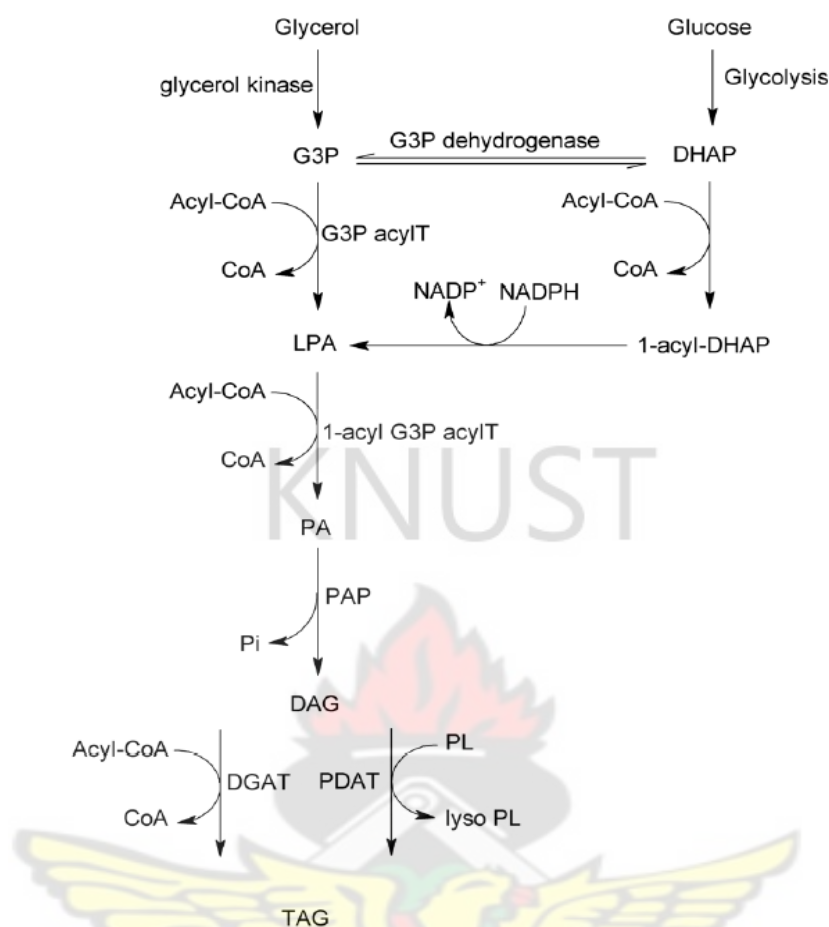 Glycerol
Glucose
glycerol kinase
Glycolysis
G3P dehydrogenase
G3P
DHAP
Acyl-CoA
Acyl-CoA
G3P acylT
CoA
CoA
NADP+ NADPH
LPA
1-acyl-DHAP
Acyl-CoA
1-acyl G3P acylT
CoA
KNUST
PA
PAP
Pi
DAG
Acyl-CoA
PL
DGAT
PDAT
CoA
lyso PL
TAG